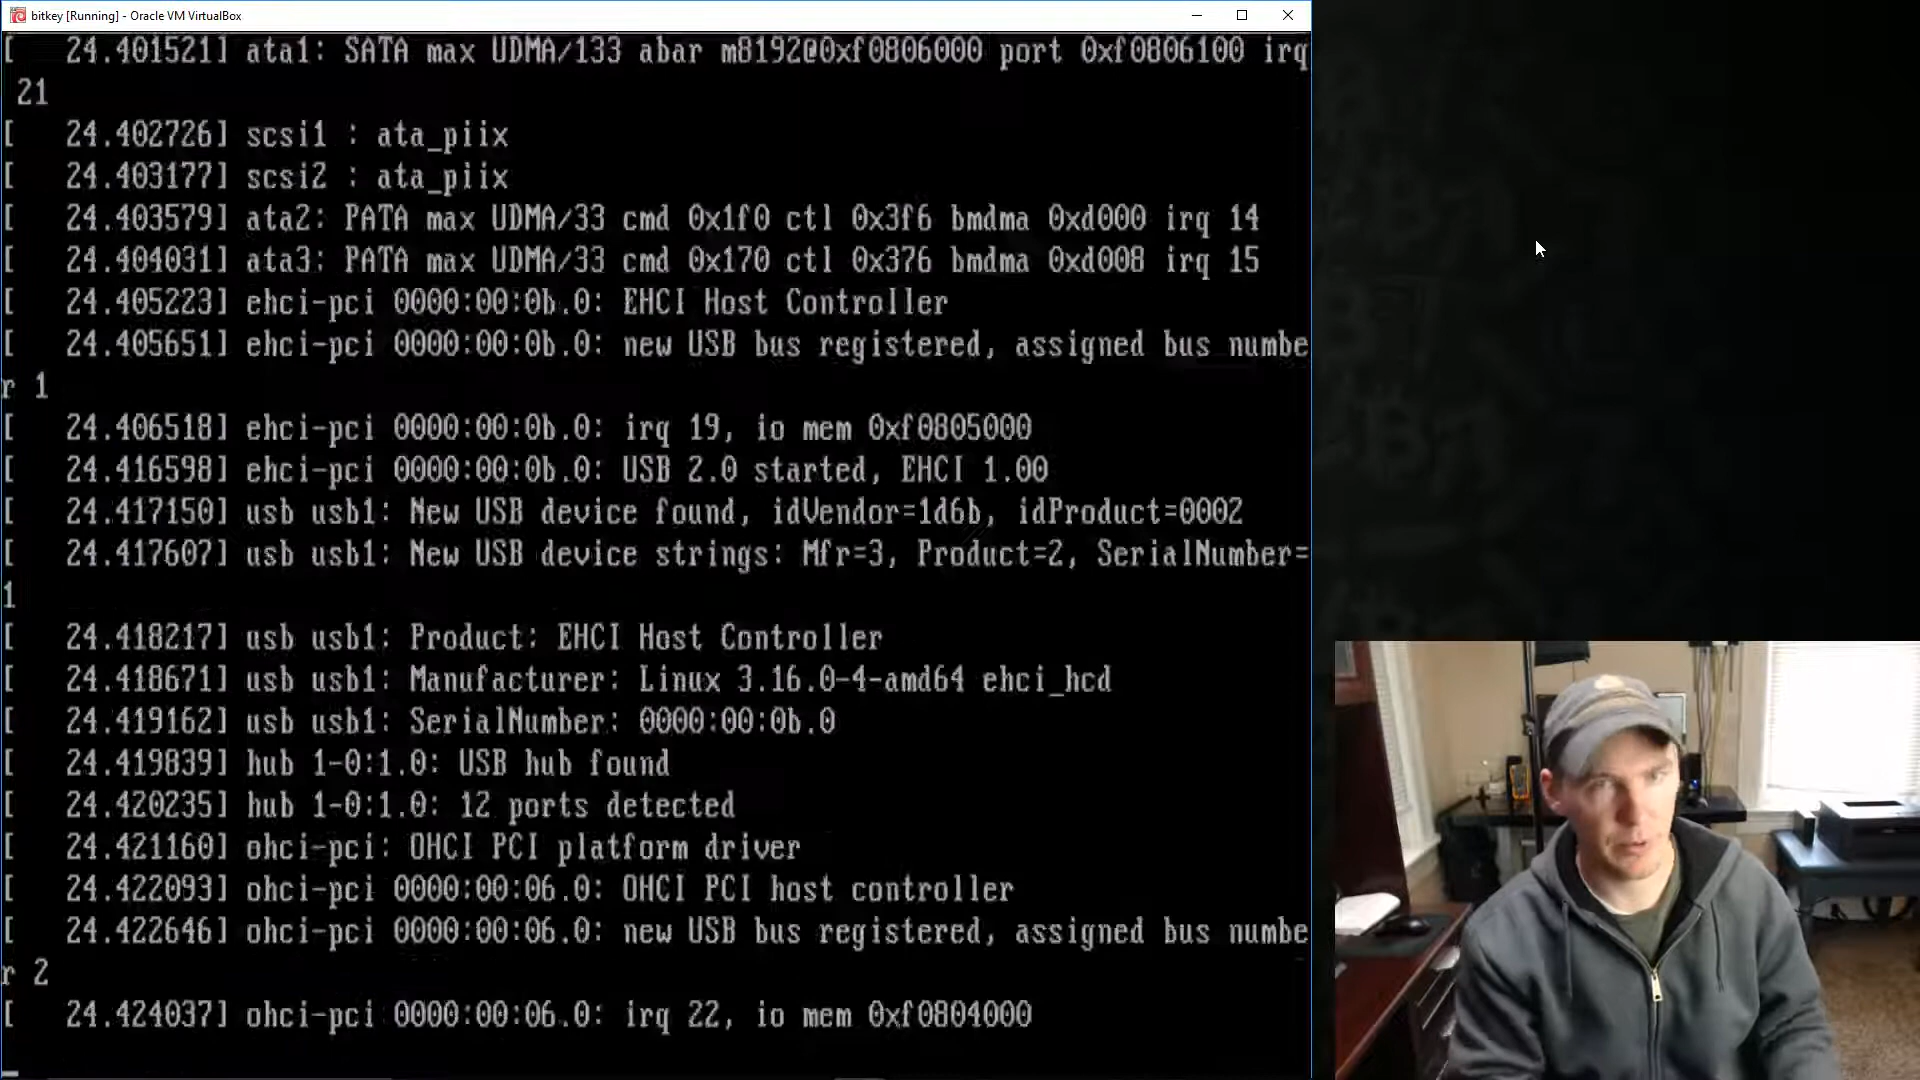 bitkey [Running] - Oracle VM VirtualBox
[   24.401521] ata1: SATA max UDMA/133 abar m8192@0xf0806000 port 0xf0806100 irq
 21
[   24.402726] scsi1 : ata_piix
[   24.403177] scsi2 : ata_piix
[   24.403579] ata2: PATA max UDMA/33 cmd 0x1f0 ctl 0x3f6 bmdma 0xd000 irq 14
[   24.404031] ata3: PATA max UDMA/33 cmd 0x170 ctl 0x376 bmdma 0xd008 irq 15
[   24.405223] ehci-pci 0000:00:0b.0: EHCI Host Controller
[   24.405651] ehci-pci 0000:00:0b.0: new USB bus registered, assigned bus numbe
r 1
[   24.406518] ehci-pci 0000:00:0b.0: irq 19, io mem 0xf0805000
[   24.416598] ehci-pci 0000:00:0b.0: USB 2.0 started, EHCI 1.00
[   24.417150] usb usb1: New USB device found, idVendor=1d6b, idProduct=0002
[   24.417607] usb usb1: New USB device strings: Mfr=3, Product=2, SerialNumber=
1
[   24.418217] usb usb1: Product: EHCI Host Controller
[   24.418671] usb usb1: Manufacturer: Linux 3.16.0-4-amd64 ehci_hcd
[   24.419162] usb usb1: SerialNumber: 0000:00:0b.0
[   24.419839] hub 1-0:1.0: USB hub found
[   24.420235] hub 1-0:1.0: 12 ports detected
[   24.421160] ohci-pci: OHCI PCI platform driver
[   24.422093] ohci-pci 0000:00:06.0: OHCI PCI host controller
[   24.422646] ohci-pci 0000:00:06.0: new USB bus registered, assigned bus numbe
r 2
[   24.424037] ohci-pci 0000:00:06.0: irq 22, io mem 0xf0804000